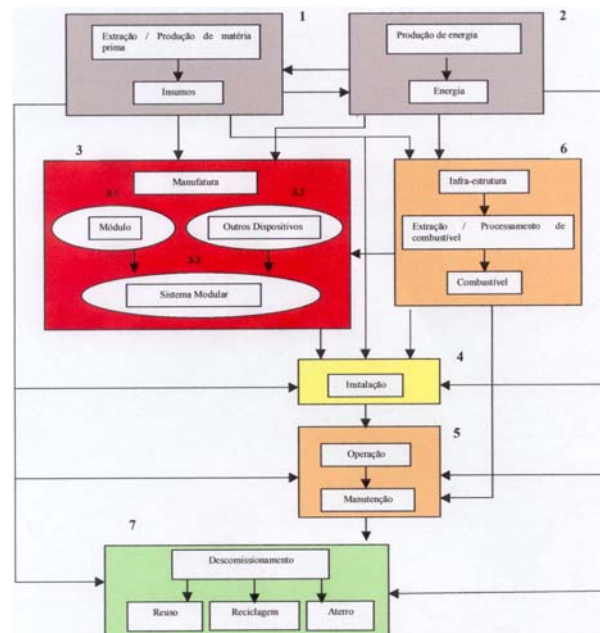 1
Extração / Produção de matéria
prima
Insumos
2
Produção de energia
Energia
3
Manufatura
3.1
Módulo
3.2
Outros Dispositivos
3.3
Sistema Modular
6
Infra-estrutura
Extração / Processamento de
combustível
Combustível
4
Instalação
5
Operação
Manutenção
7
Descomissionamento
Reuso
Reciclagem
Aterro